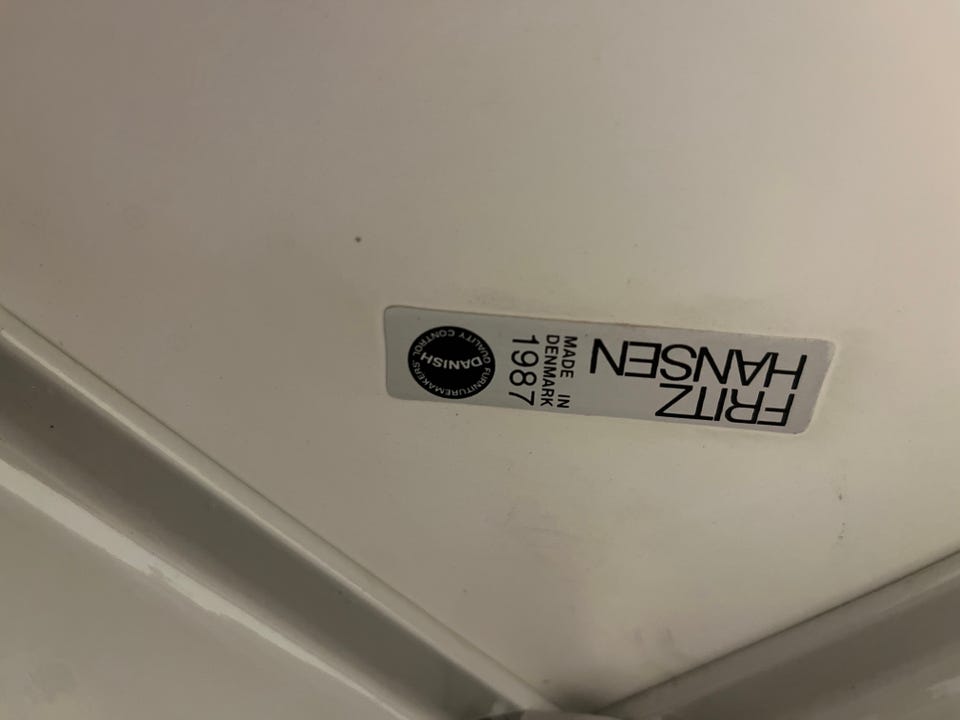 FRITZ
HANSEN
MADE IN
DENMARK
1987
FURNITUREMAKERS'
DANISH
QUALITY CONTROL